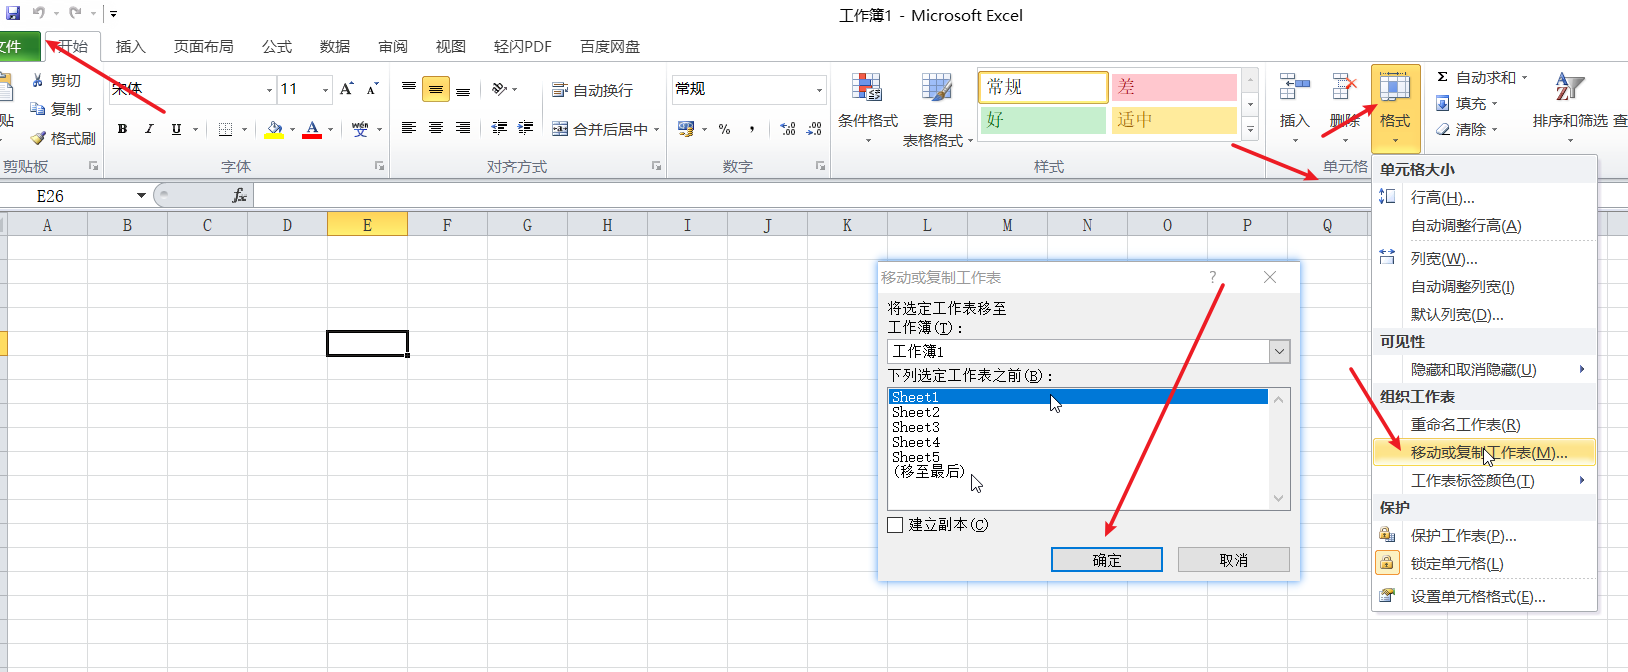 工作簿1 - Microsoft Excel
文件 开始 插入 页面布局 公式 数据 审阅 视图 轻闪PDF 百度网盘
剪切
复制
格式刷
粘贴
剪贴板
宋体 11
B I U
字体
自动换行
合并后居中
对齐方式
常规
%
数字
条件格式
套用
表格格式
常规 差
好 适中
样式
插入 删除 格式
单元格
Σ 自动求和
填充
清除
排序和筛选 查
E26 fx
A B C D E F G H I J K L M N O P Q
移动或复制工作表 ?
将选定工作表移至
工作簿(T):
工作簿1
下列选定工作表之前(B):
Sheet1
Sheet2
Sheet3
Sheet4
Sheet5
(移至最后)
建立副本(C)
确定 取消
单元格大小
行高(H)...
自动调整行高(A)
列宽(W)...
自动调整列宽(I)
默认列宽(D)...
可见性
隐藏和取消隐藏(U)
组织工作表
重命名工作表(R)
移动或复制工作表(M)...
工作表标签颜色(T)
保护
保护工作表(P)...
锁定单元格(L)
设置单元格格式(E)...